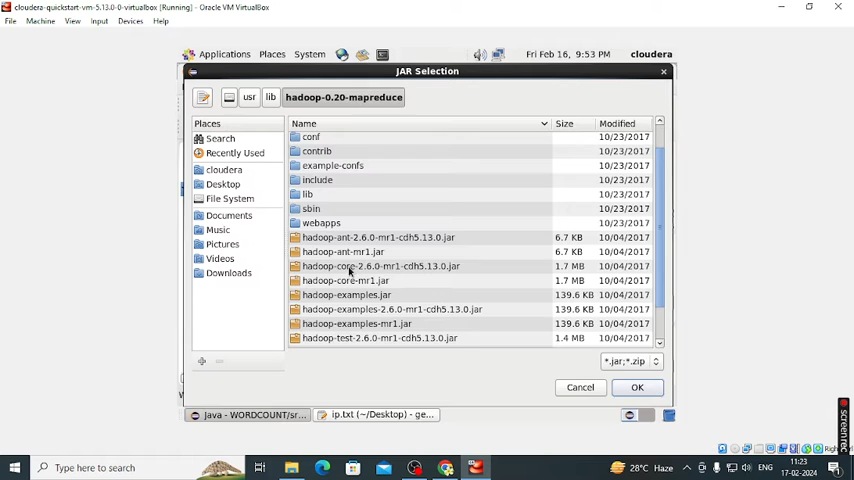 cloudera-quickstart-vm-5.13.0-0-virtualbox [Running] - Oracle VM VirtualBox
File Machine View Input Devices Help
Applications Places System Fri Feb 16, 9:53 PM cloudera
JAR Selection
usr lib hadoop-0.20-mapreduce
Places Name Size Modified
Search conf 10/23/2017
Recently Used contrib 10/23/2017
cloudera example-confs 10/23/2017
Desktop include 10/23/2017
File System lib 10/23/2017
Documents sbin 10/23/2017
Music webapps 10/23/2017
Pictures hadoop-ant-2.6.0-mr1-cdh5.13.0.jar 6.7 KB 10/04/2017
Videos hadoop-ant-mr1.jar 6.7 KB 10/04/2017
Downloads hadoop-core-2.6.0-mr1-cdh5.13.0.jar 1.7 MB 10/04/2017
hadoop-core-mr1.jar 1.7 MB 10/04/2017
hadoop-examples.jar 139.6 KB 10/04/2017
hadoop-examples-2.6.0-mr1-cdh5.13.0.jar 139.6 KB 10/04/2017
hadoop-examples-mr1.jar 139.6 KB 10/04/2017
hadoop-test-2.6.0-mr1-cdh5.13.0.jar 1.4 MB 10/04/2017
*.jar;*.zip
Cancel OK
Java - WORDCOUNT/sr... ip.txt (~/Desktop) - ge...
Type here to search 28°C Haze ENG 11:23
17-02-2024